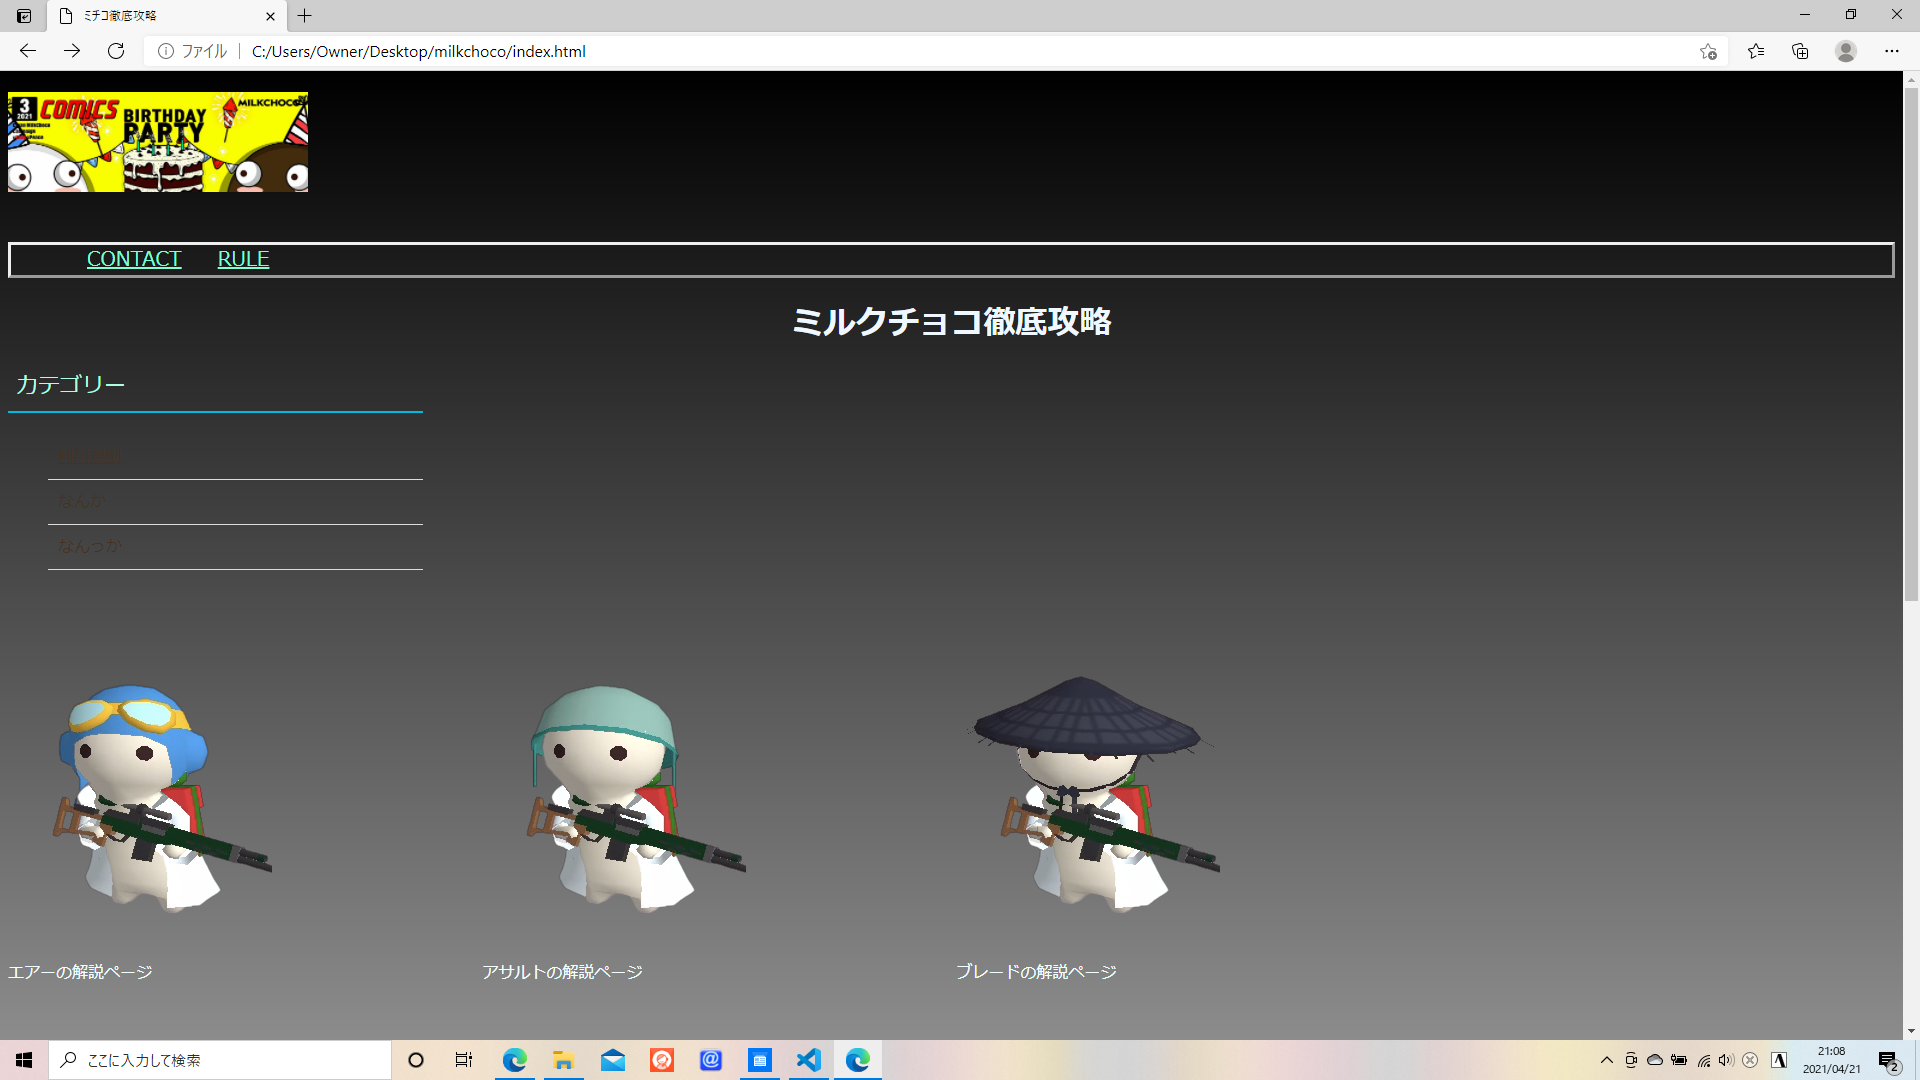 ミチコ徹底攻略
ファイル
C:/Users/Owner/Desktop/milkchoco/index.html
3
2021
COMICS
BIRTHDAY
PARTY
MILKCHOCO
CONTACT RULE
ミルクチョコ徹底攻略
カテゴリー
なんか
なんっか
エアーの解説ページ アサルトの解説ページ ブレードの解説ページ
ここに入力して検索
A
21:08
2021/04/21
2